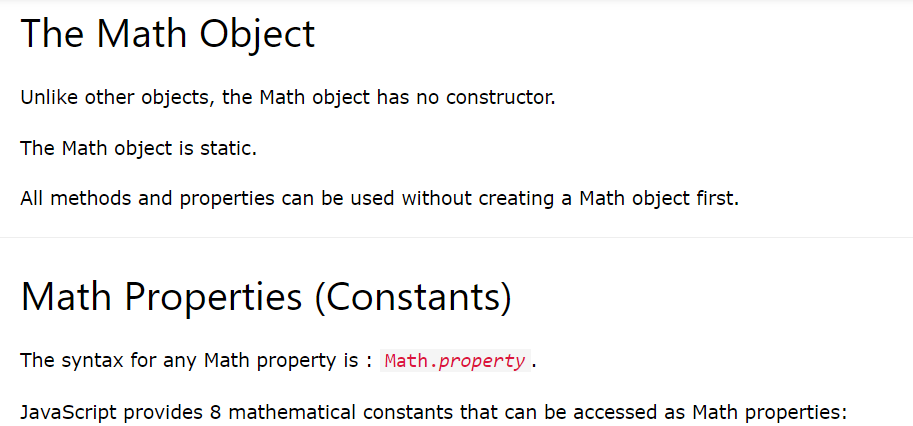 The Math Object
Unlike other objects, the Math object has no constructor.
The Math object is static.
All methods and properties can be used without creating a Math object first.
Math Properties (Constants)
The syntax for any Math property is : Math.property.
JavaScript provides 8 mathematical constants that can be accessed as Math properties: